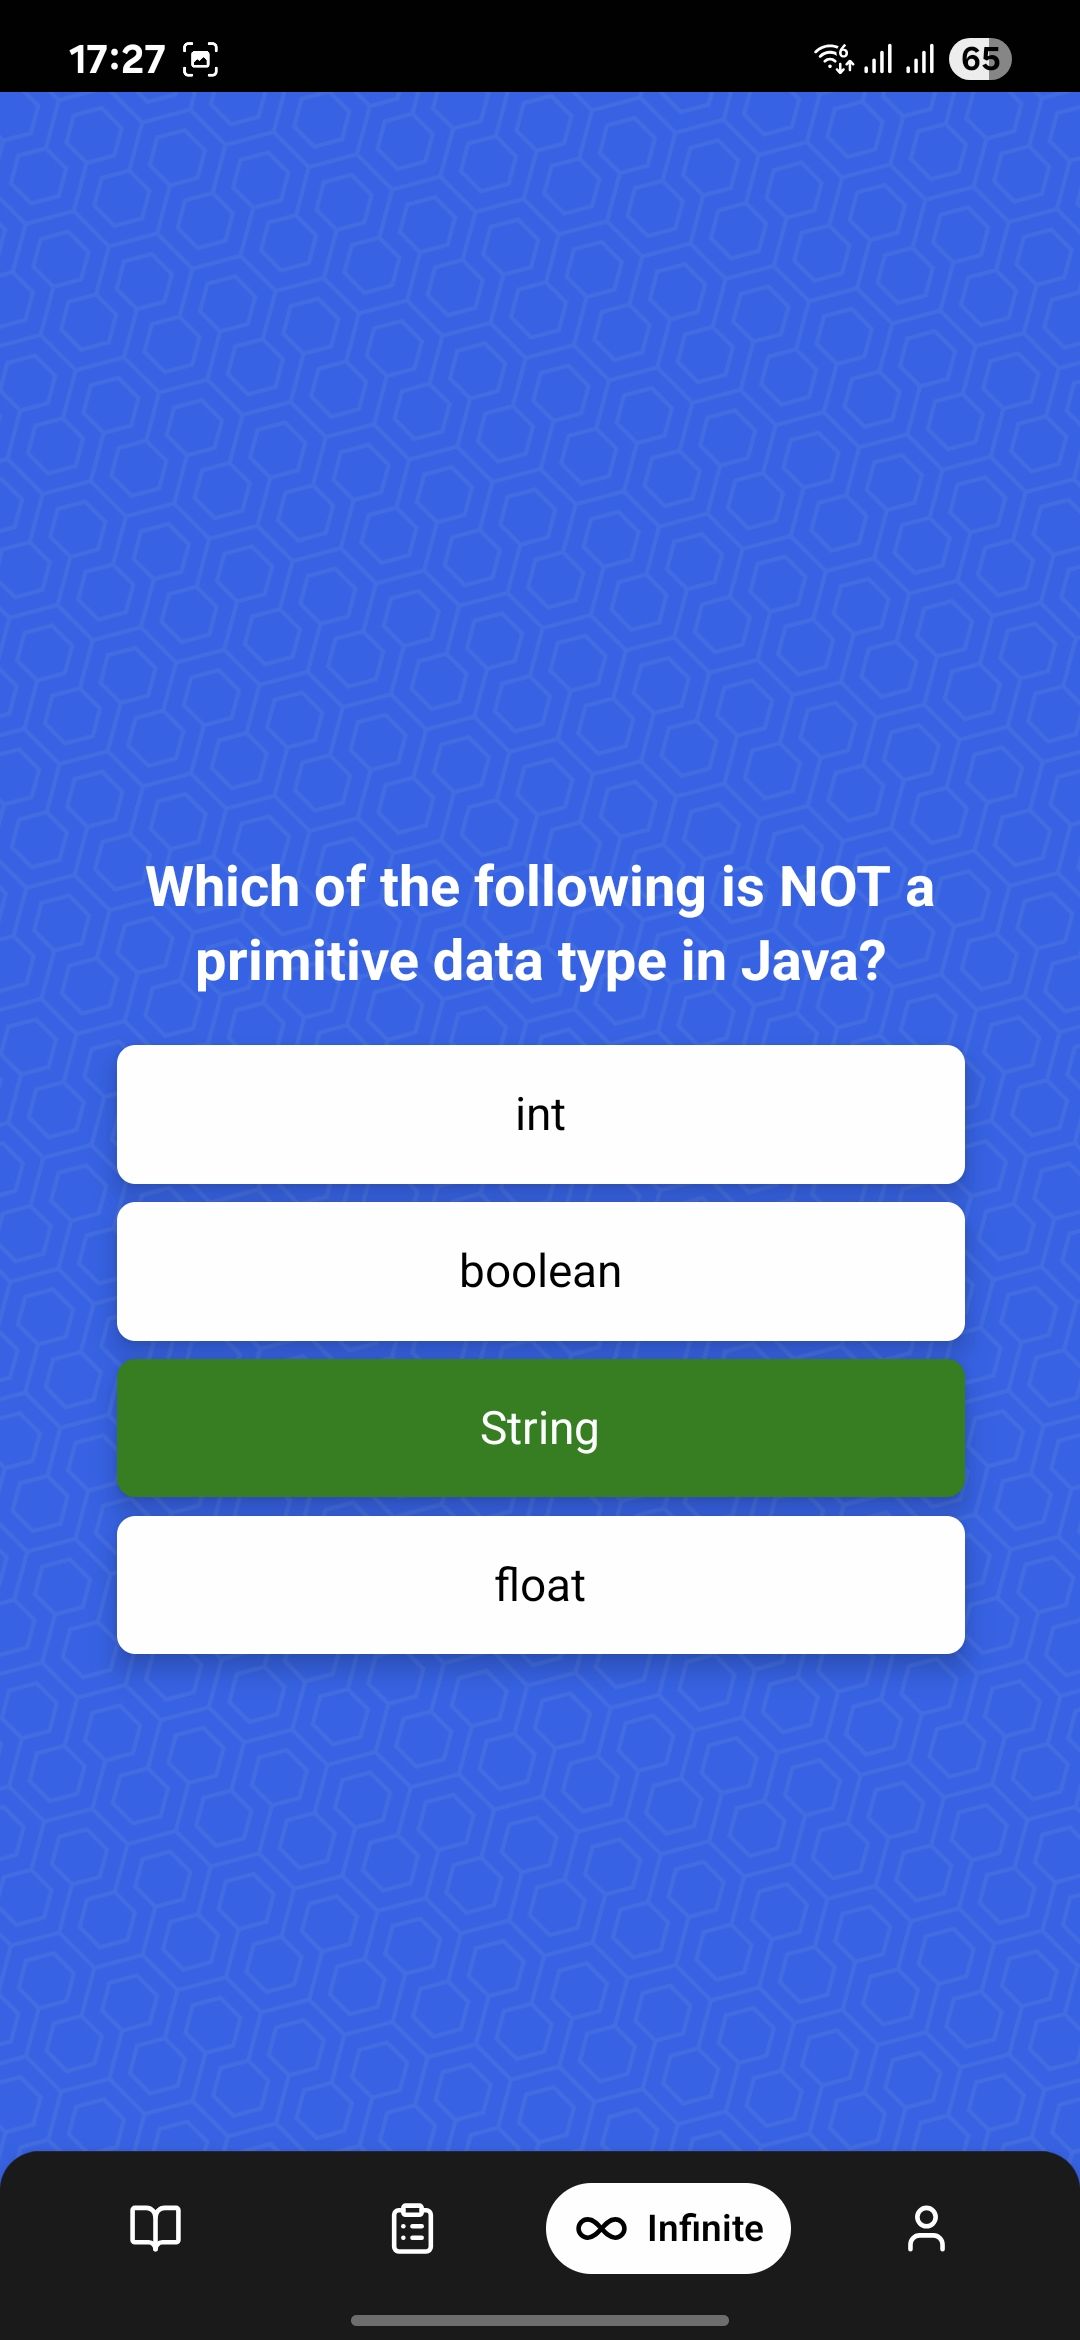 17:27
6
65
Which of the following is NOT a
primitive data type in Java?
int
boolean
String
float
Infinite